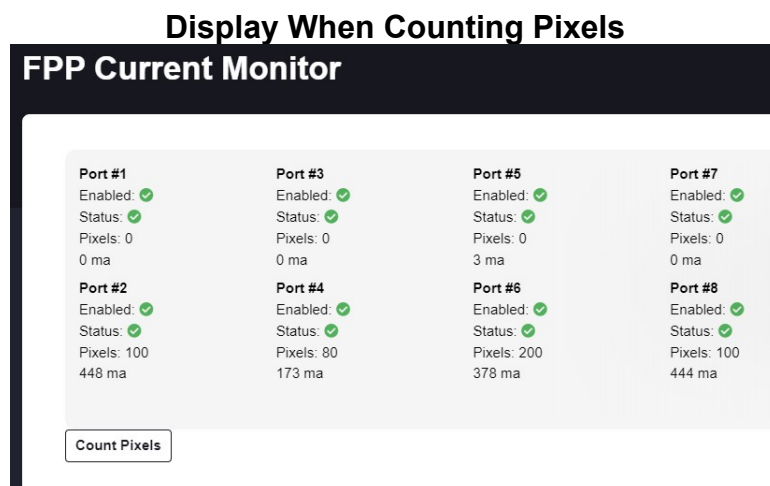 Display When Counting Pixels
FPP Current Monitor
Port #1
Enabled:
Status:
Pixels: 0
0 ma
Port #3
Enabled:
Status:
Pixels: 0
0 ma
Port #5
Enabled:
Status:
Pixels: 0
3 ma
Port #7
Enabled:
Status:
Pixels: 0
0 ma
Port #2
Enabled:
Status:
Pixels: 100
448 ma
Port #4
Enabled:
Status:
Pixels: 80
173 ma
Port #6
Enabled:
Status:
Pixels: 200
378 ma
Port #8
Enabled:
Status:
Pixels: 100
444 ma
Count Pixels